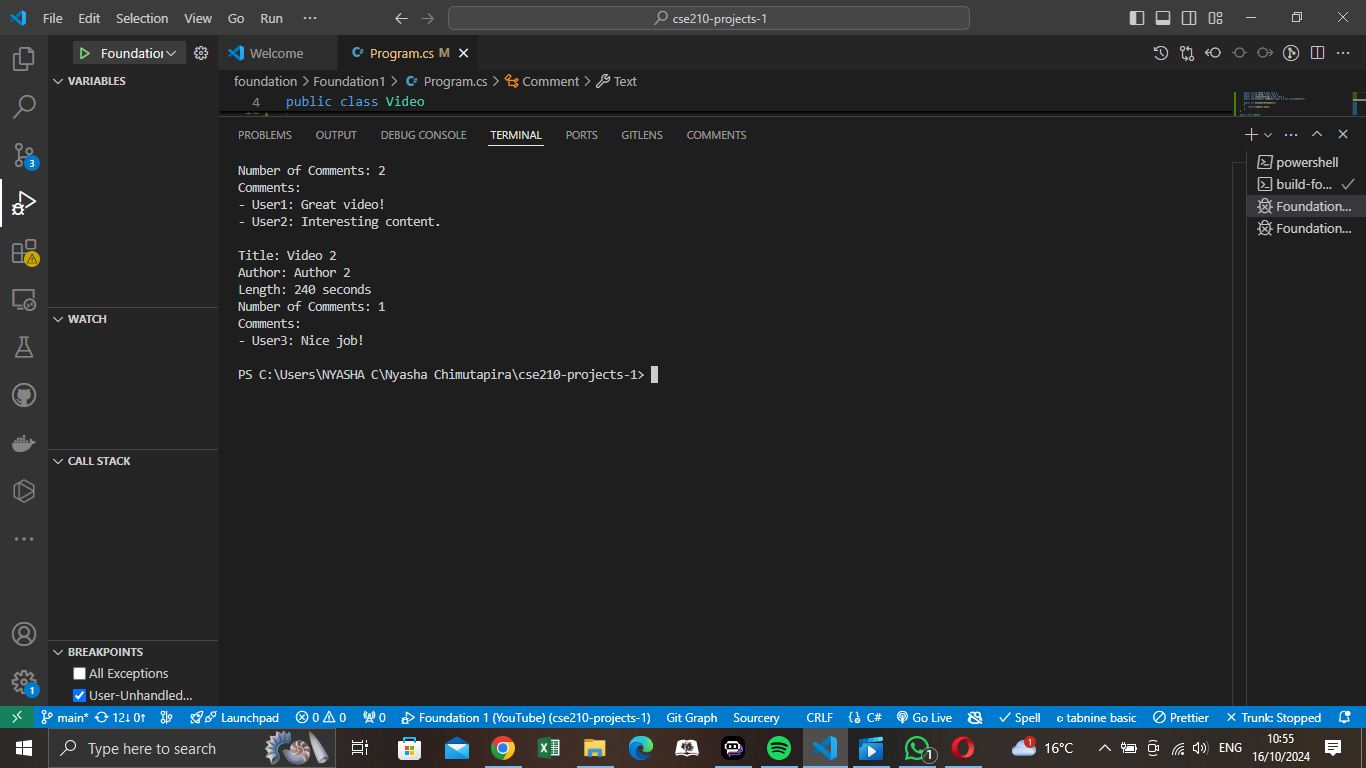 File Edit Selection View Go Run ··· cse210-projects-1
Foundation Welcome Program.cs M
VARIABLES
foundation > Foundation1 > Program.cs > Comment > Text
4 public class Video
PROBLEMS OUTPUT DEBUG CONSOLE TERMINAL PORTS GITLENS COMMENTS
Number of Comments: 2
Comments:
- User1: Great video!
- User2: Interesting content.
Title: Video 2
Author: Author 2
Length: 240 seconds
Number of Comments: 1
Comments:
- User3: Nice job!
PS C:\Users\NYASHA C\Nyasha Chimutapira\cse210-projects-1>
powershell
build-fo...
Foundation...
Foundation...
3
WATCH
CALL STACK
BREAKPOINTS
All Exceptions
User-Unhandled...
1
main* 12↓ 0↑ Launchpad 0 0 0 Foundation 1 (YouTube) (cse210-projects-1) Git Graph Sourcery CRLF C# Go Live Spell tabnine basic Prettier Trunk: Stopped
Type here to search 1 1 16°C ENG 10:55
16/10/2024